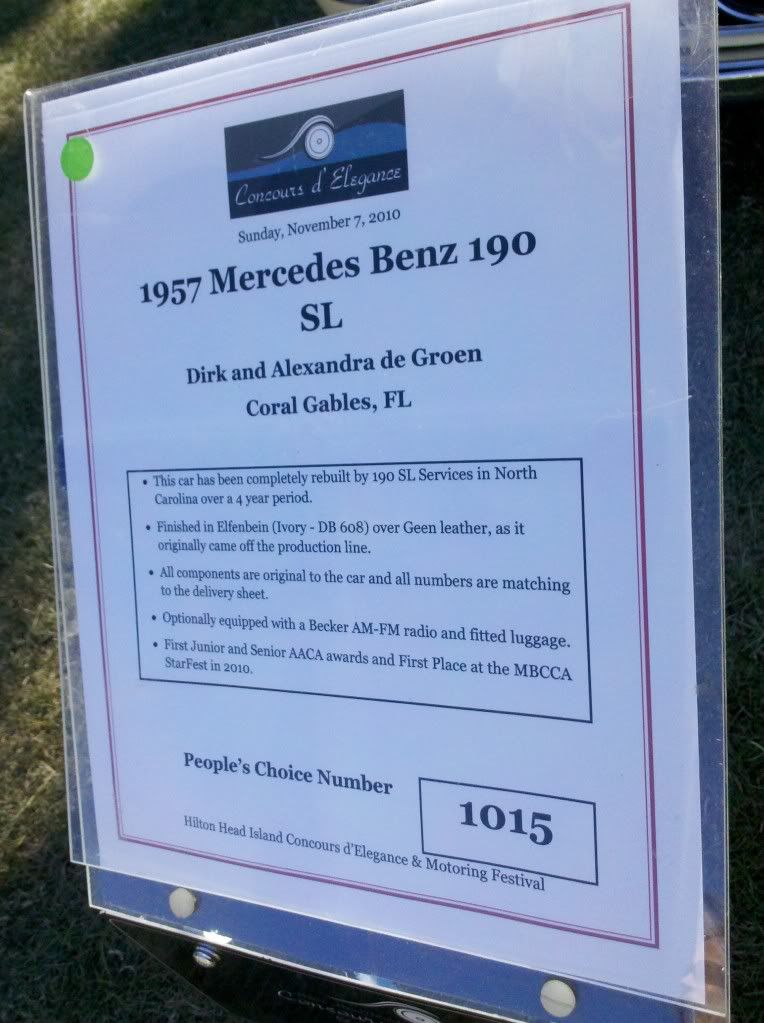 Concours d'Elegance
Sunday, November 7, 2010
1957 Mercedes Benz 190
SL
Dirk and Alexandra de Groen
Coral Gables, FL
• This car has been completely rebuilt by 190 SL Services in North
Carolina over a 4 year period.
• Finished in Elfenbein (Ivory - DB 608) over Geen leather, as it
originally came off the production line.
• All components are original to the car and all numbers are matching
to the delivery sheet.
• Optionally equipped with a Becker AM-FM radio and fitted luggage.
• First Junior and Senior AACA awards and First Place at the MBCCA
StarFest in 2010.
People's Choice Number
1015
Hilton Head Island Concours d'Elegance & Motoring Festival
Concours